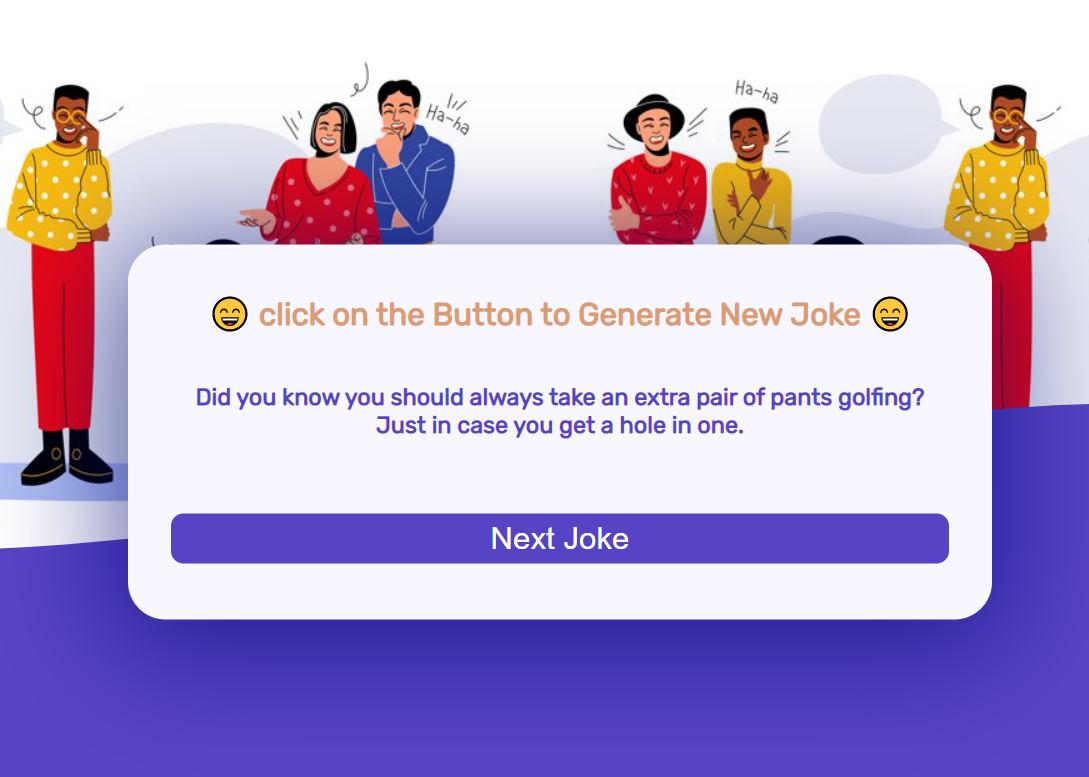 Ha-ha
Ha-ha
😄 click on the Button to Generate New Joke 😄
Did you know you should always take an extra pair of pants golfing?
Just in case you get a hole in one.
Next Joke